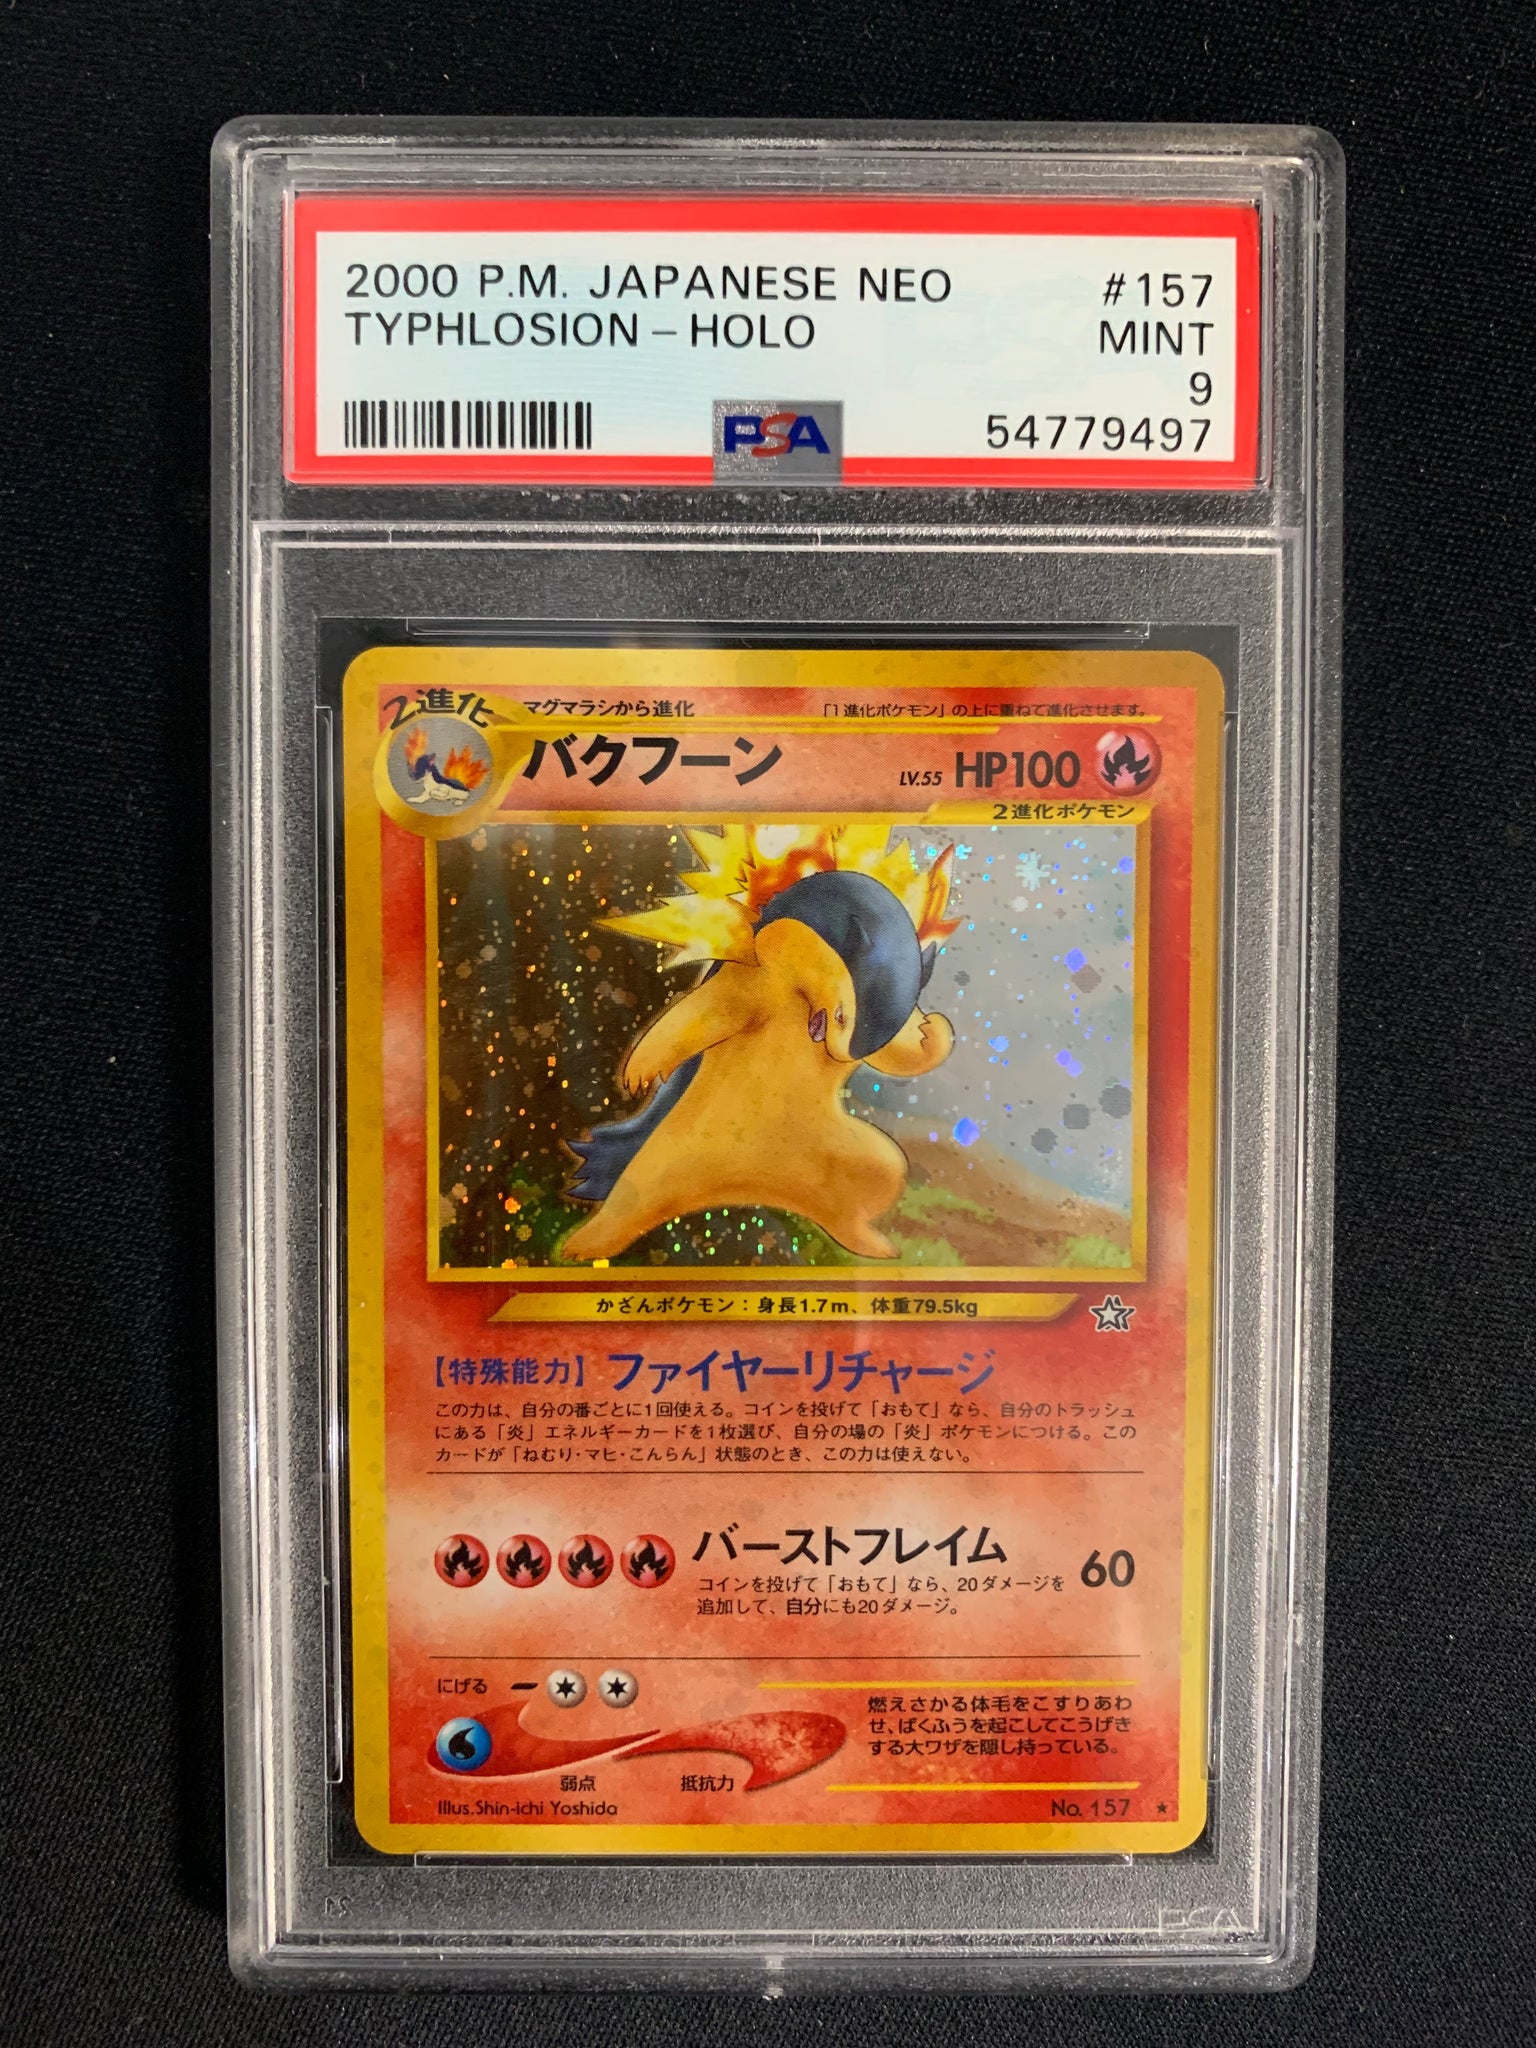 2000 P.M. JAPANESE NEO #157
TYPHLOSION - HOLO MINT
9
PSA 54779497
2進化
マグマラシから進化 「1進化ポケモン」の上に重ねて進化させます。
バクフーン LV.55 HP100
2進化ポケモン
かざんポケモン：身長1.7m、体重79.5kg
【特殊能力】ファイヤーリチャージ
この力は、自分の番ごとに1回使える。コインを投げて「おもて」なら、自分のトラッシュ
にある「炎」エネルギーカードを1枚選び、自分の場の「炎」ポケモンにつける。この
カードが「ねむり・マヒ・こんらん」状態のとき、この力は使えない。
バーストフレイム 60
コインを投げて「おもて」なら、20ダメージを
追加して、自分にも20ダメージ。
にげる
燃えさかる体毛をこすりあわ
せ、ばくふうを起こしてこうげき
する大ワザを隠し持っている。
弱点 抵抗力
Illus.Shin-ichi Yoshida No. 157 ★
PSA